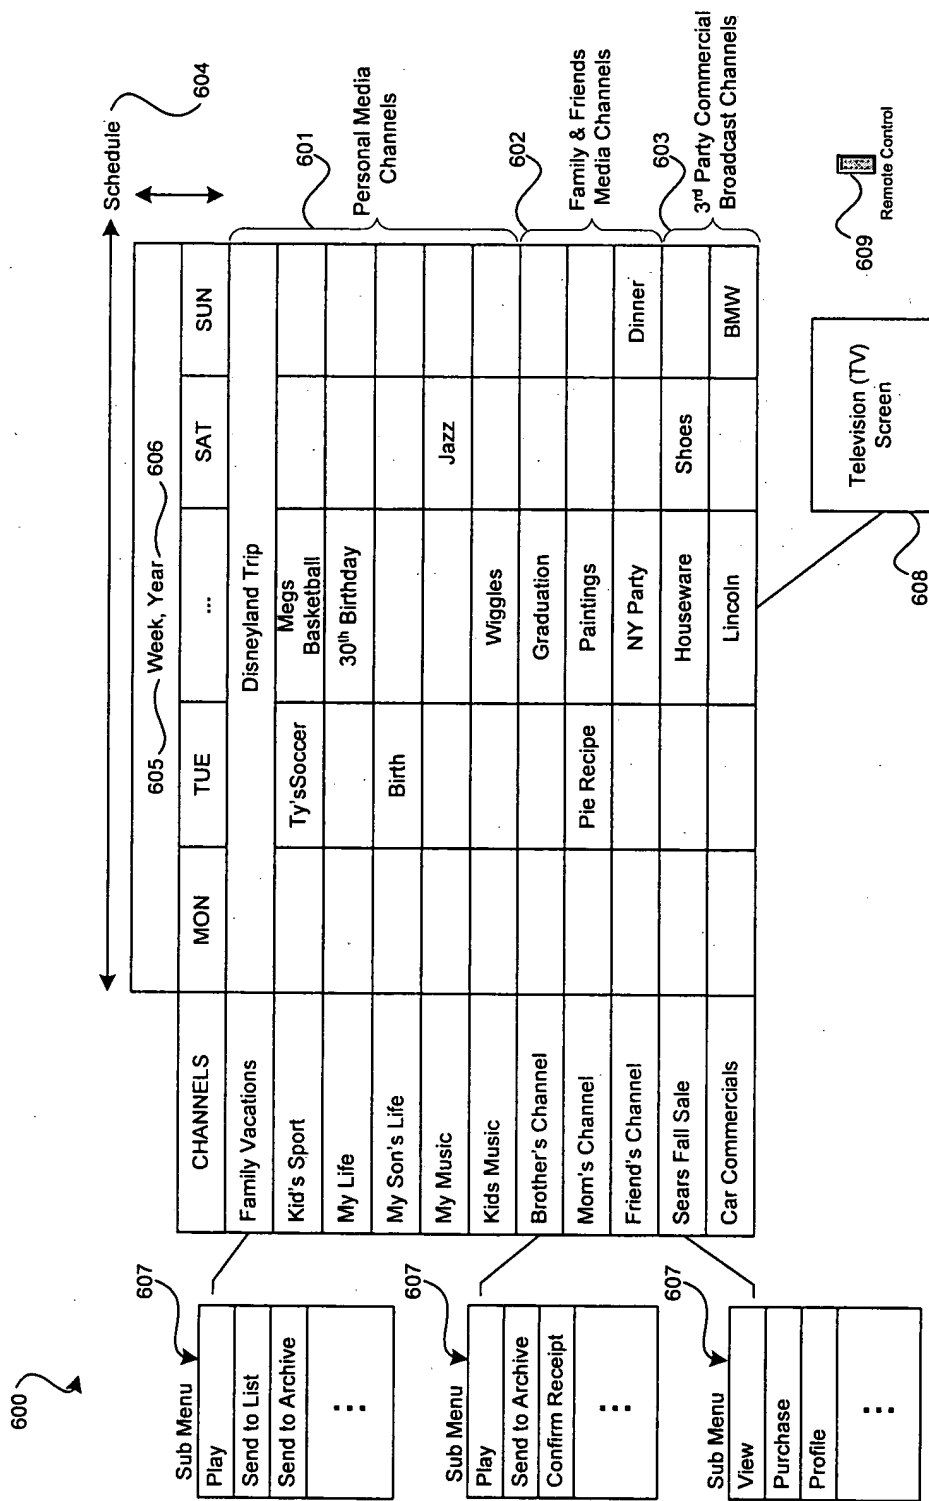 600
Schedule
604
605 Week, Year 606
CHANNELS MON TUE ... SAT SUN
Family Vacations Disneyland Trip
Kid's Sport Ty'sSoccer Megs Basketball
My Life 30th Birthday
My Son's Life Birth
My Music Jazz
Kids Music Wiggles
Brother's Channel Graduation
Mom's Channel Pie Recipe Paintings
Friend's Channel NY Party Dinner
Sears Fall Sale Houseware Shoes
Car Commercials Lincoln BMW
601
Personal Media
Channels
602
Family & Friends
Media Channels
603
3rd Party Commercial
Broadcast Channels
Sub Menu
607
Play
Send to List
Send to Archive
⋮
Sub Menu
607
Play
Send to Archive
Confirm Receipt
⋮
Sub Menu
607
View
Purchase
Profile
⋮
Television (TV)
Screen
608
609
Remote Control